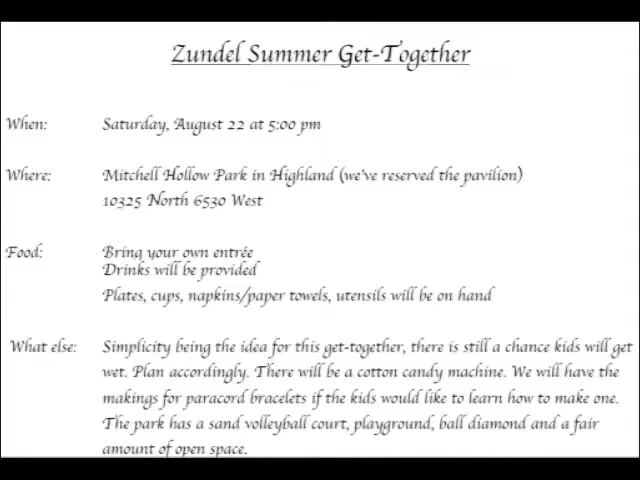 Zundel Summer Get-Together
When: Saturday, August 22 at 5:00 pm
Where: Mitchell Hollow Park in Highland (we've reserved the pavilion)
10325 North 6530 West
Food: Bring your own entrée
Drinks will be provided
Plates, cups, napkins/paper towels, utensils will be on hand
What else: Simplicity being the idea for this get-together, there is still a chance kids will get
wet. Plan accordingly. There will be a cotton candy machine. We will have the
makings for paracord bracelets if the kids would like to learn how to make one.
The park has a sand volleyball court, playground, ball diamond and a fair
amount of open space.